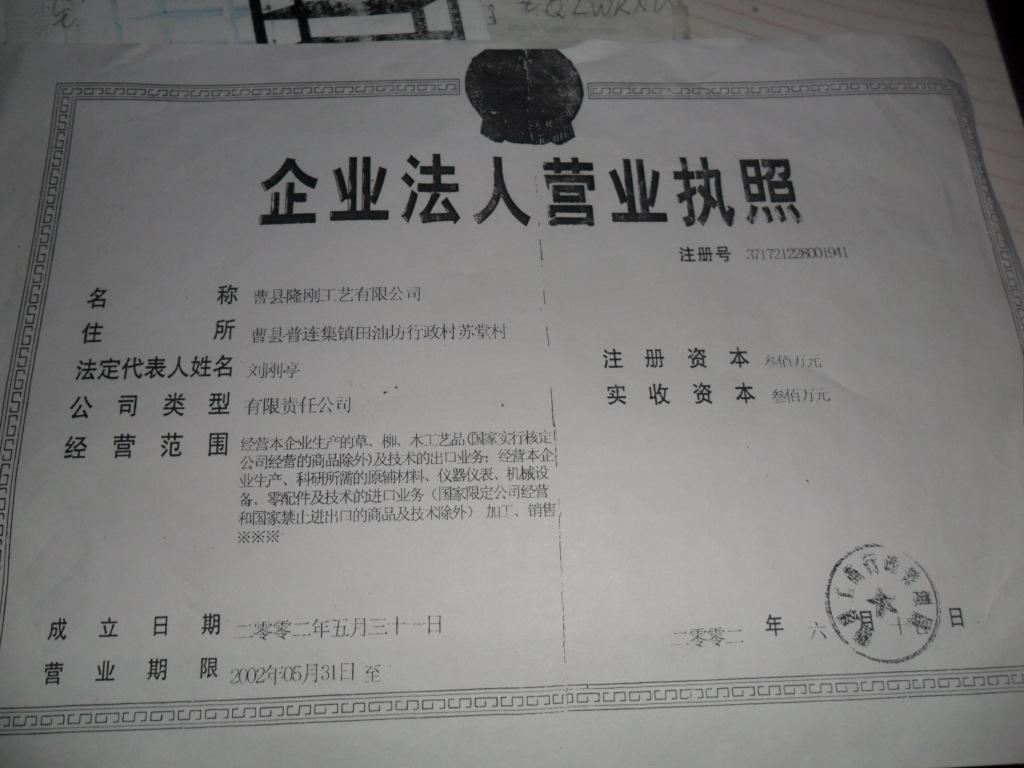 企业法人营业执照
注册号 371721228001941
名称 曹县隆刚工艺有限公司
住所 曹县普连集镇田油坊行政村苏堂村
法定代表人姓名 刘刚亭
注册资本 叁佰万元
公司类型 有限责任公司
实收资本 叁佰万元
经营范围 经营本企业生产的草、柳、木工艺品(国家实行核定
公司经营的商品除外)及技术的出口业务；经营本企
业生产、科研所需的原辅材料、仪器仪表、机械设
备、零配件及技术的进口业务（国家限定公司经营
和国家禁止进出口的商品及技术除外） 加工、销售
※※※
成立日期 二零零二年五月三十一日
二零零二 年 六 月 日
营业期限 2002年05月31日 至